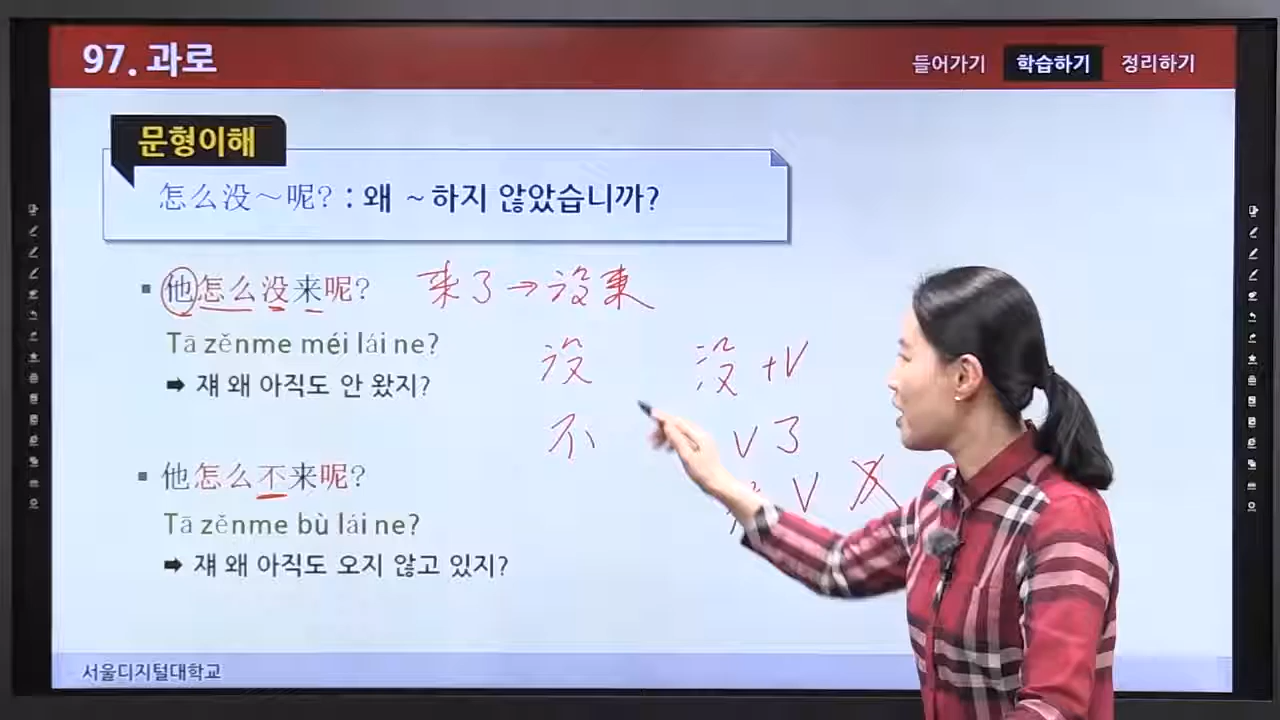 97. 과로
들어가기 학습하기 정리하기
문형이해
怎么没～呢? : 왜 ~하지 않았습니까?
▪ 他怎么没来呢? 来了→没来
Tā zěnme méi lái ne?
➡ 쟤 왜 아직도 안 왔지?
没 没+V
不 V了
V
▪ 他怎么不来呢?
Tā zěnme bù lái ne?
➡ 쟤 왜 아직도 오지 않고 있지?
서울디지털대학교